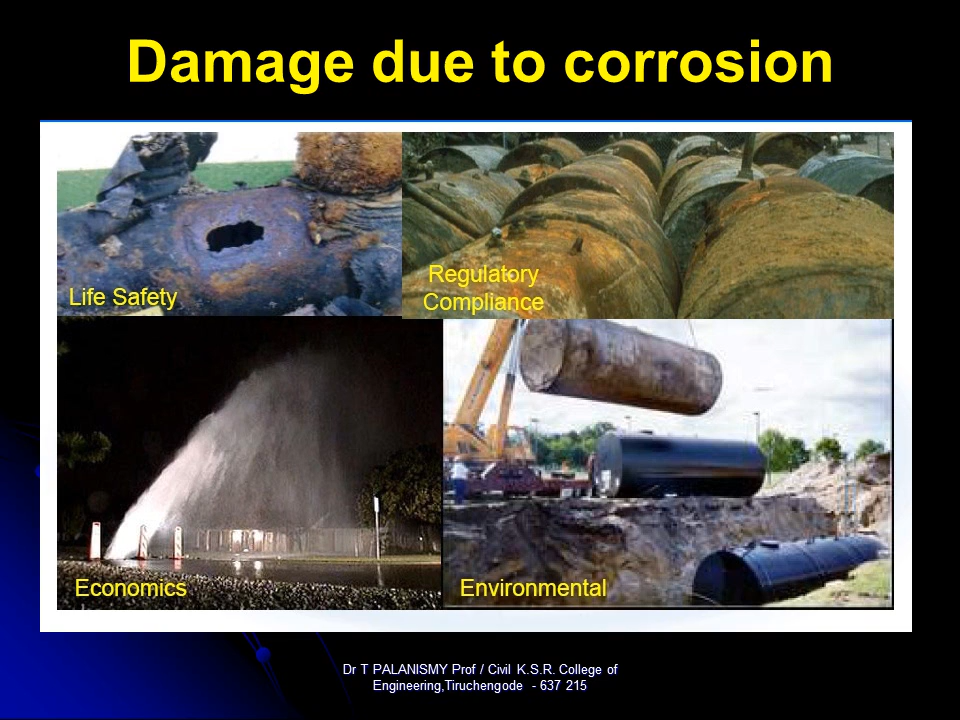 Damage due to corrosion
Life Safety
Regulatory
Compliance
Economics
Environmental
Dr T PALANISMY Prof / Civil K.S.R. College of
Engineering,Tiruchengode - 637 215